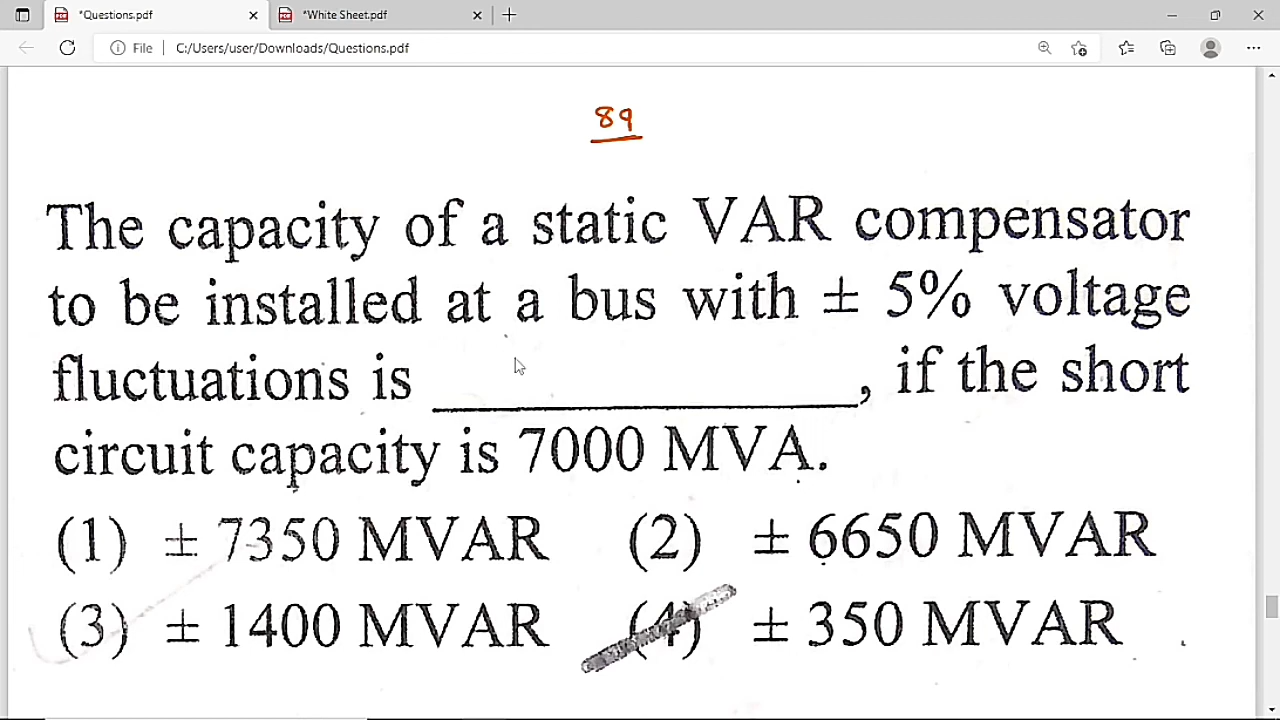 *Questions.pdf
*White Sheet.pdf
File
C:/Users/user/Downloads/Questions.pdf
89
The capacity of a static VAR compensator
to be installed at a bus with ± 5% voltage
fluctuations is ____________, if the short
circuit capacity is 7000 MVA.
(1) ± 7350 MVAR (2) ± 6650 MVAR
(3) ± 1400 MVAR (4) ± 350 MVAR